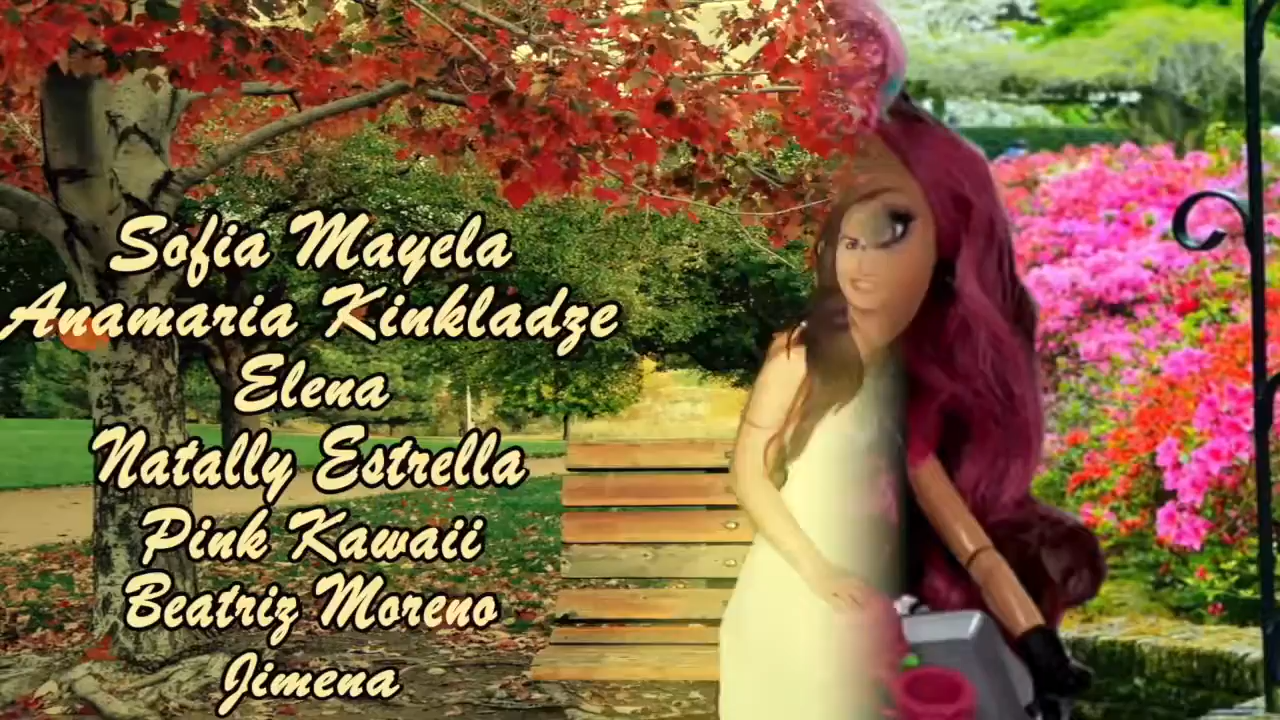 Sofia Mayela
Anamaria Kinkladze
Elena
Natally Estrella
Pink Kawaii
Beatriz Moreno
Jimena